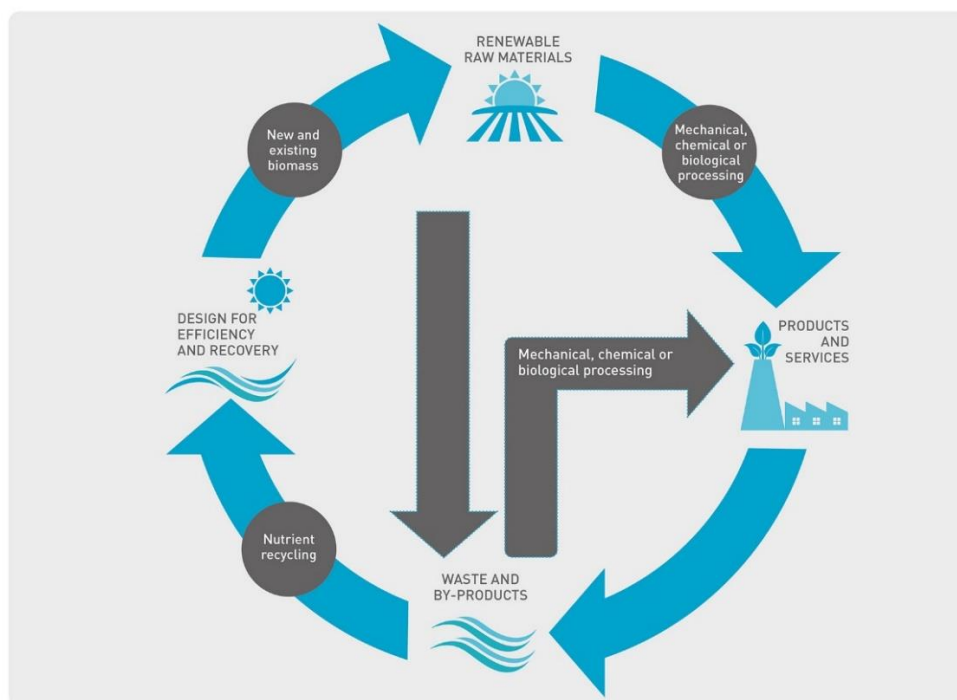 RENEWABLE
RAW MATERIALS
New and
existing
biomass
Mechanical,
chemical or
biological
processing
DESIGN FOR
EFFICIENCY
AND RECOVERY
PRODUCTS
AND
SERVICES
Mechanical, chemical or
biological processing
Nutrient
recycling
WASTE AND
BY-PRODUCTS